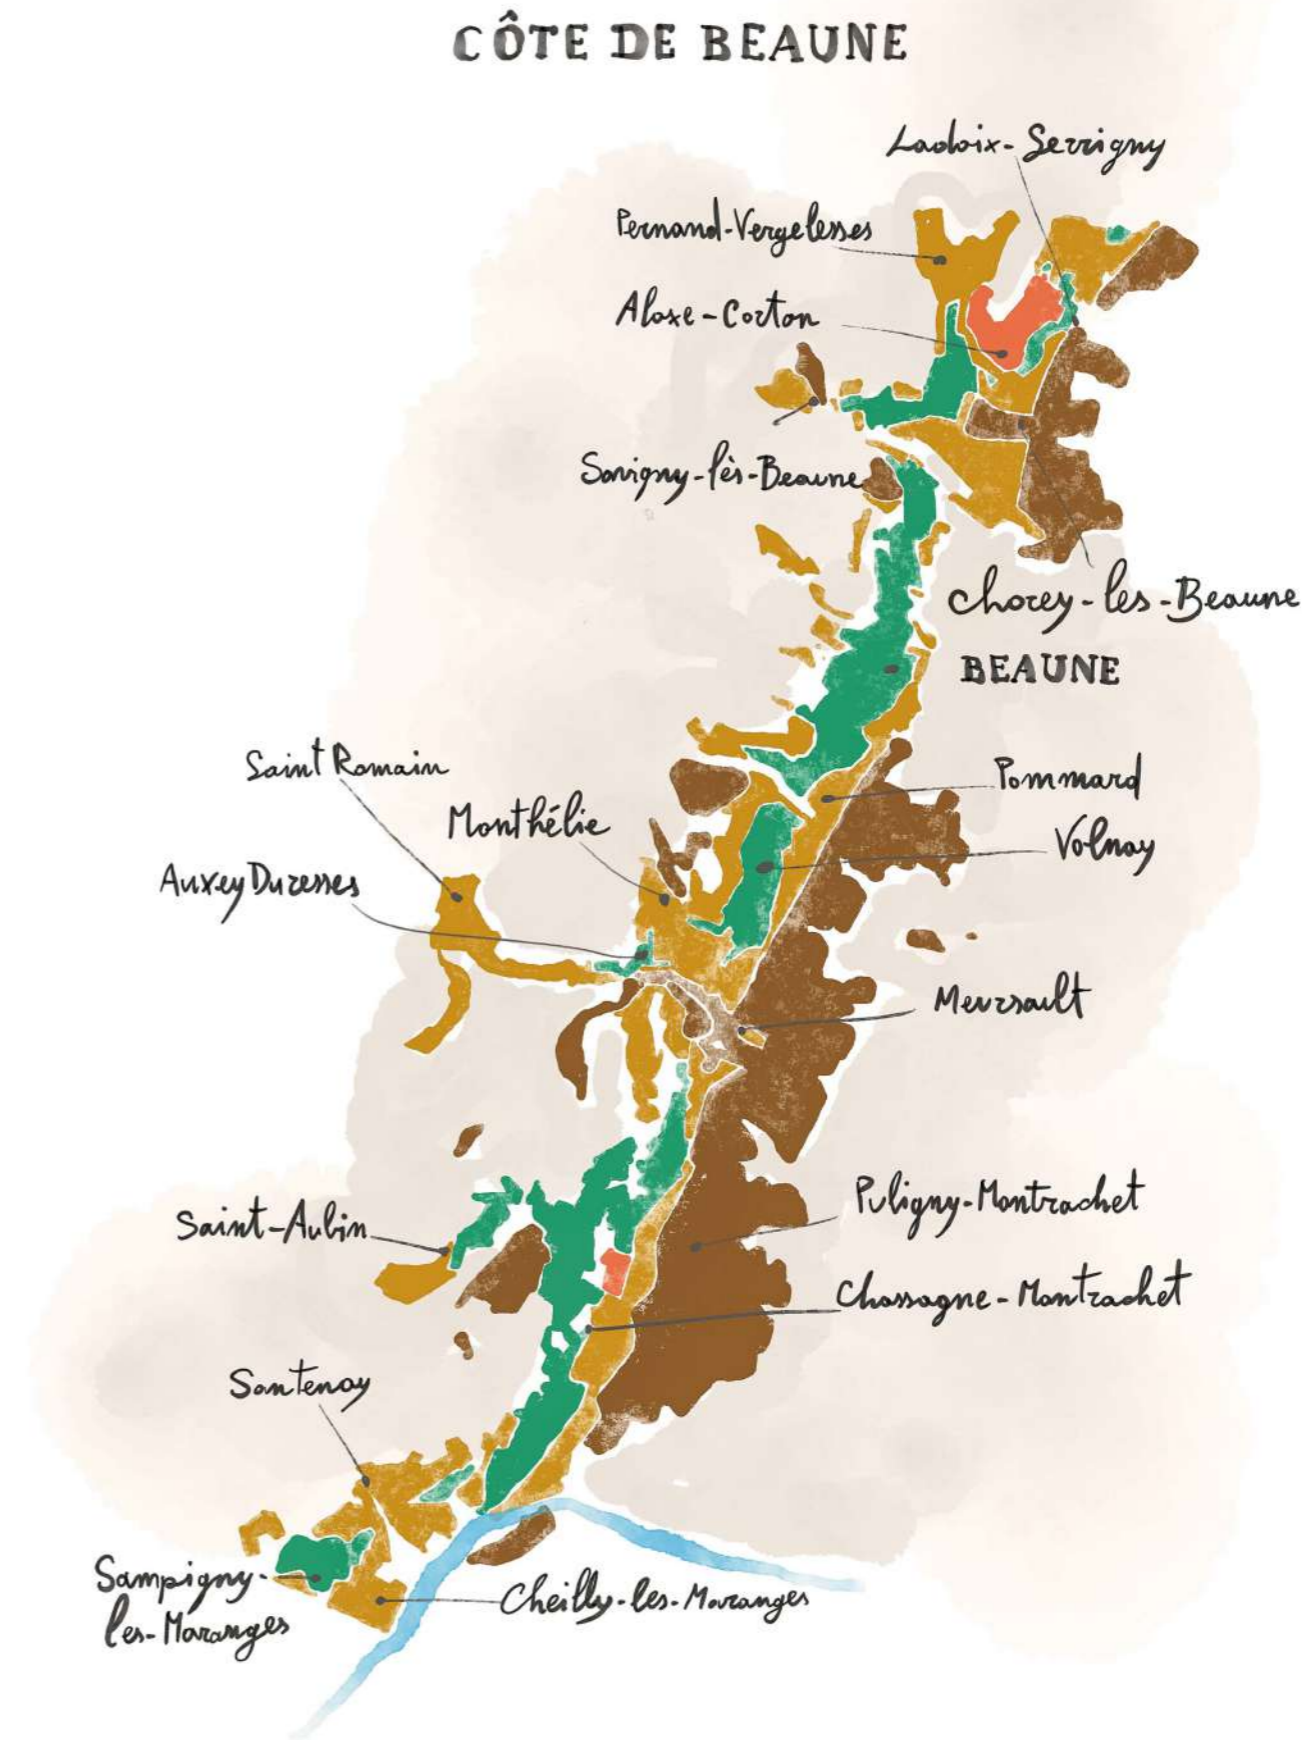 CÔTE DE BEAUNE
Ladoix-Serrigny
Pernand-Vergelesses
Aloxe-Corton
Savigny-lès-Beaune
Chorey-les-Beaune
BEAUNE
Saint Romain
Pommard
Monthélie
Volnay
Auxey Duresses
Meursault
Puligny-Montrachet
Saint-Aubin
Chassagne-Montrachet
Santenay
Sampigny-
les-Maranges
Cheilly-les-Maranges